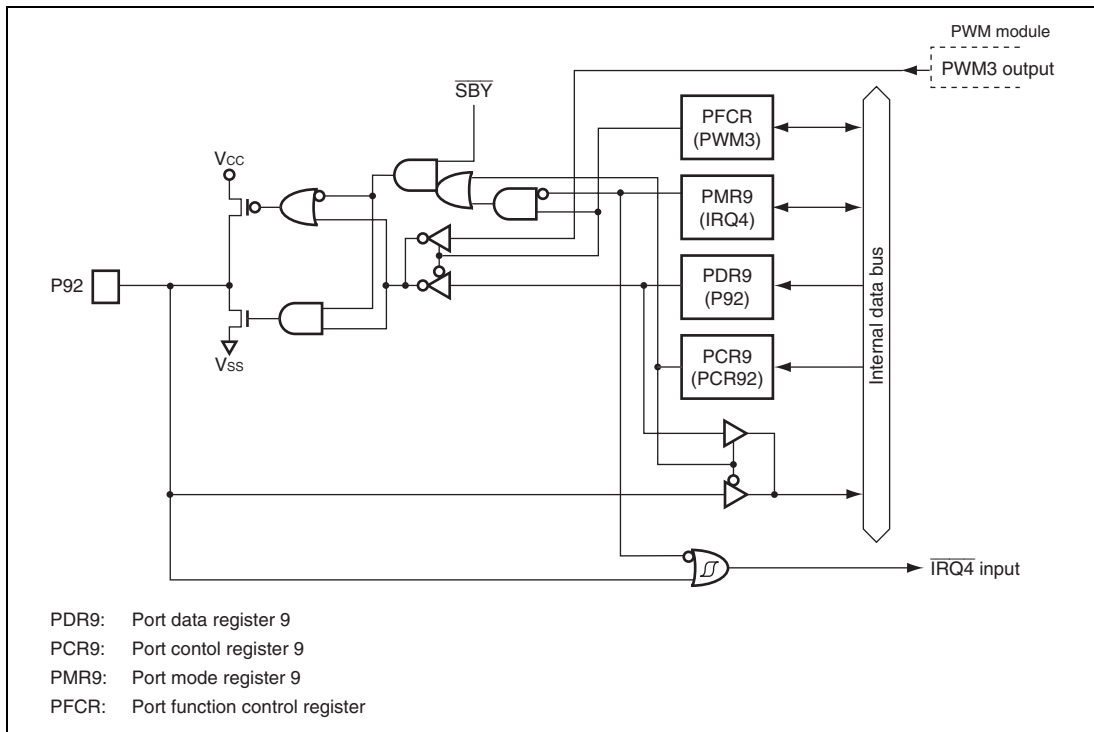 PWM module
PWM3 output
SBY
PFCR
(PWM3)
VCC
PMR9
(IRQ4)
P92
PDR9
(P92)
VSS
PCR9
(PCR92)
Internal data bus
IRQ4 input
PDR9: Port data register 9
PCR9: Port contol register 9
PMR9: Port mode register 9
PFCR: Port function control register